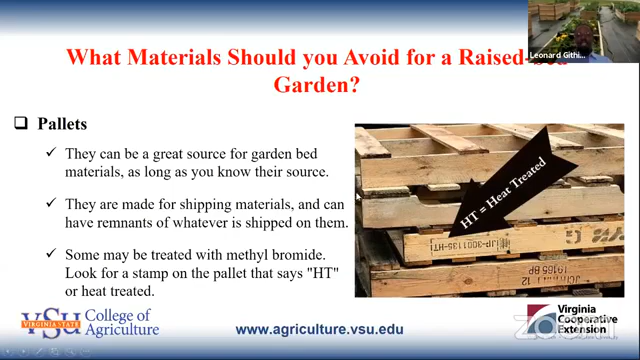 What Materials Should you Avoid for a Raised-bed
Garden?
Leonard Githi...
Pallets
They can be a great source for garden bed
materials, as long as you know their source.
They are made for shipping materials, and can
have remnants of whatever is shipped on them.
Some may be treated with methyl bromide.
Look for a stamp on the pallet that says "HT"
or heat treated.
HT = Heat Treated
VSU
VIRGINIA STATE
College of
Agriculture
www.agriculture.vsu.edu
Virginia
Cooperative
Extension